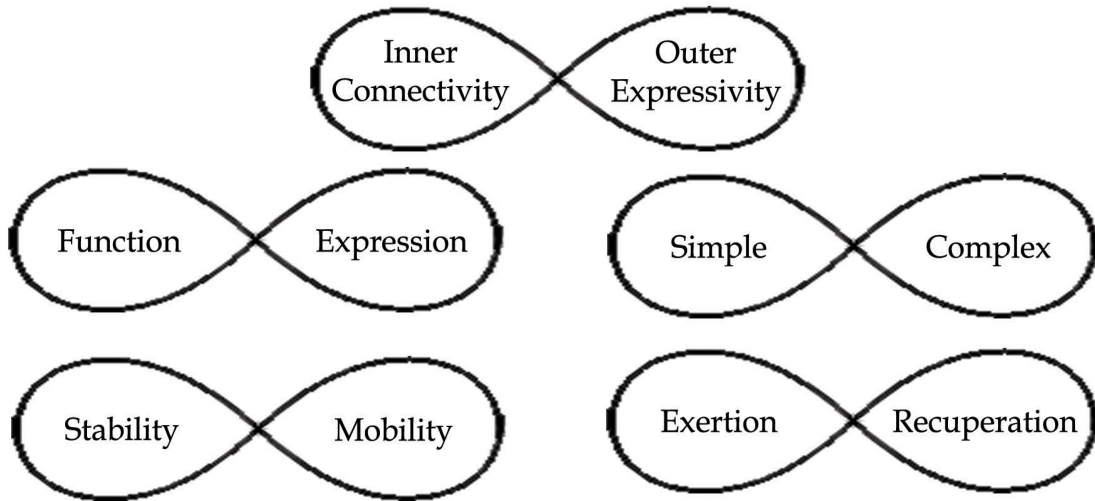 Inner Outer
Connectivity Expressivity
Function Expression
Simple Complex
Stability Mobility
Exertion Recuperation